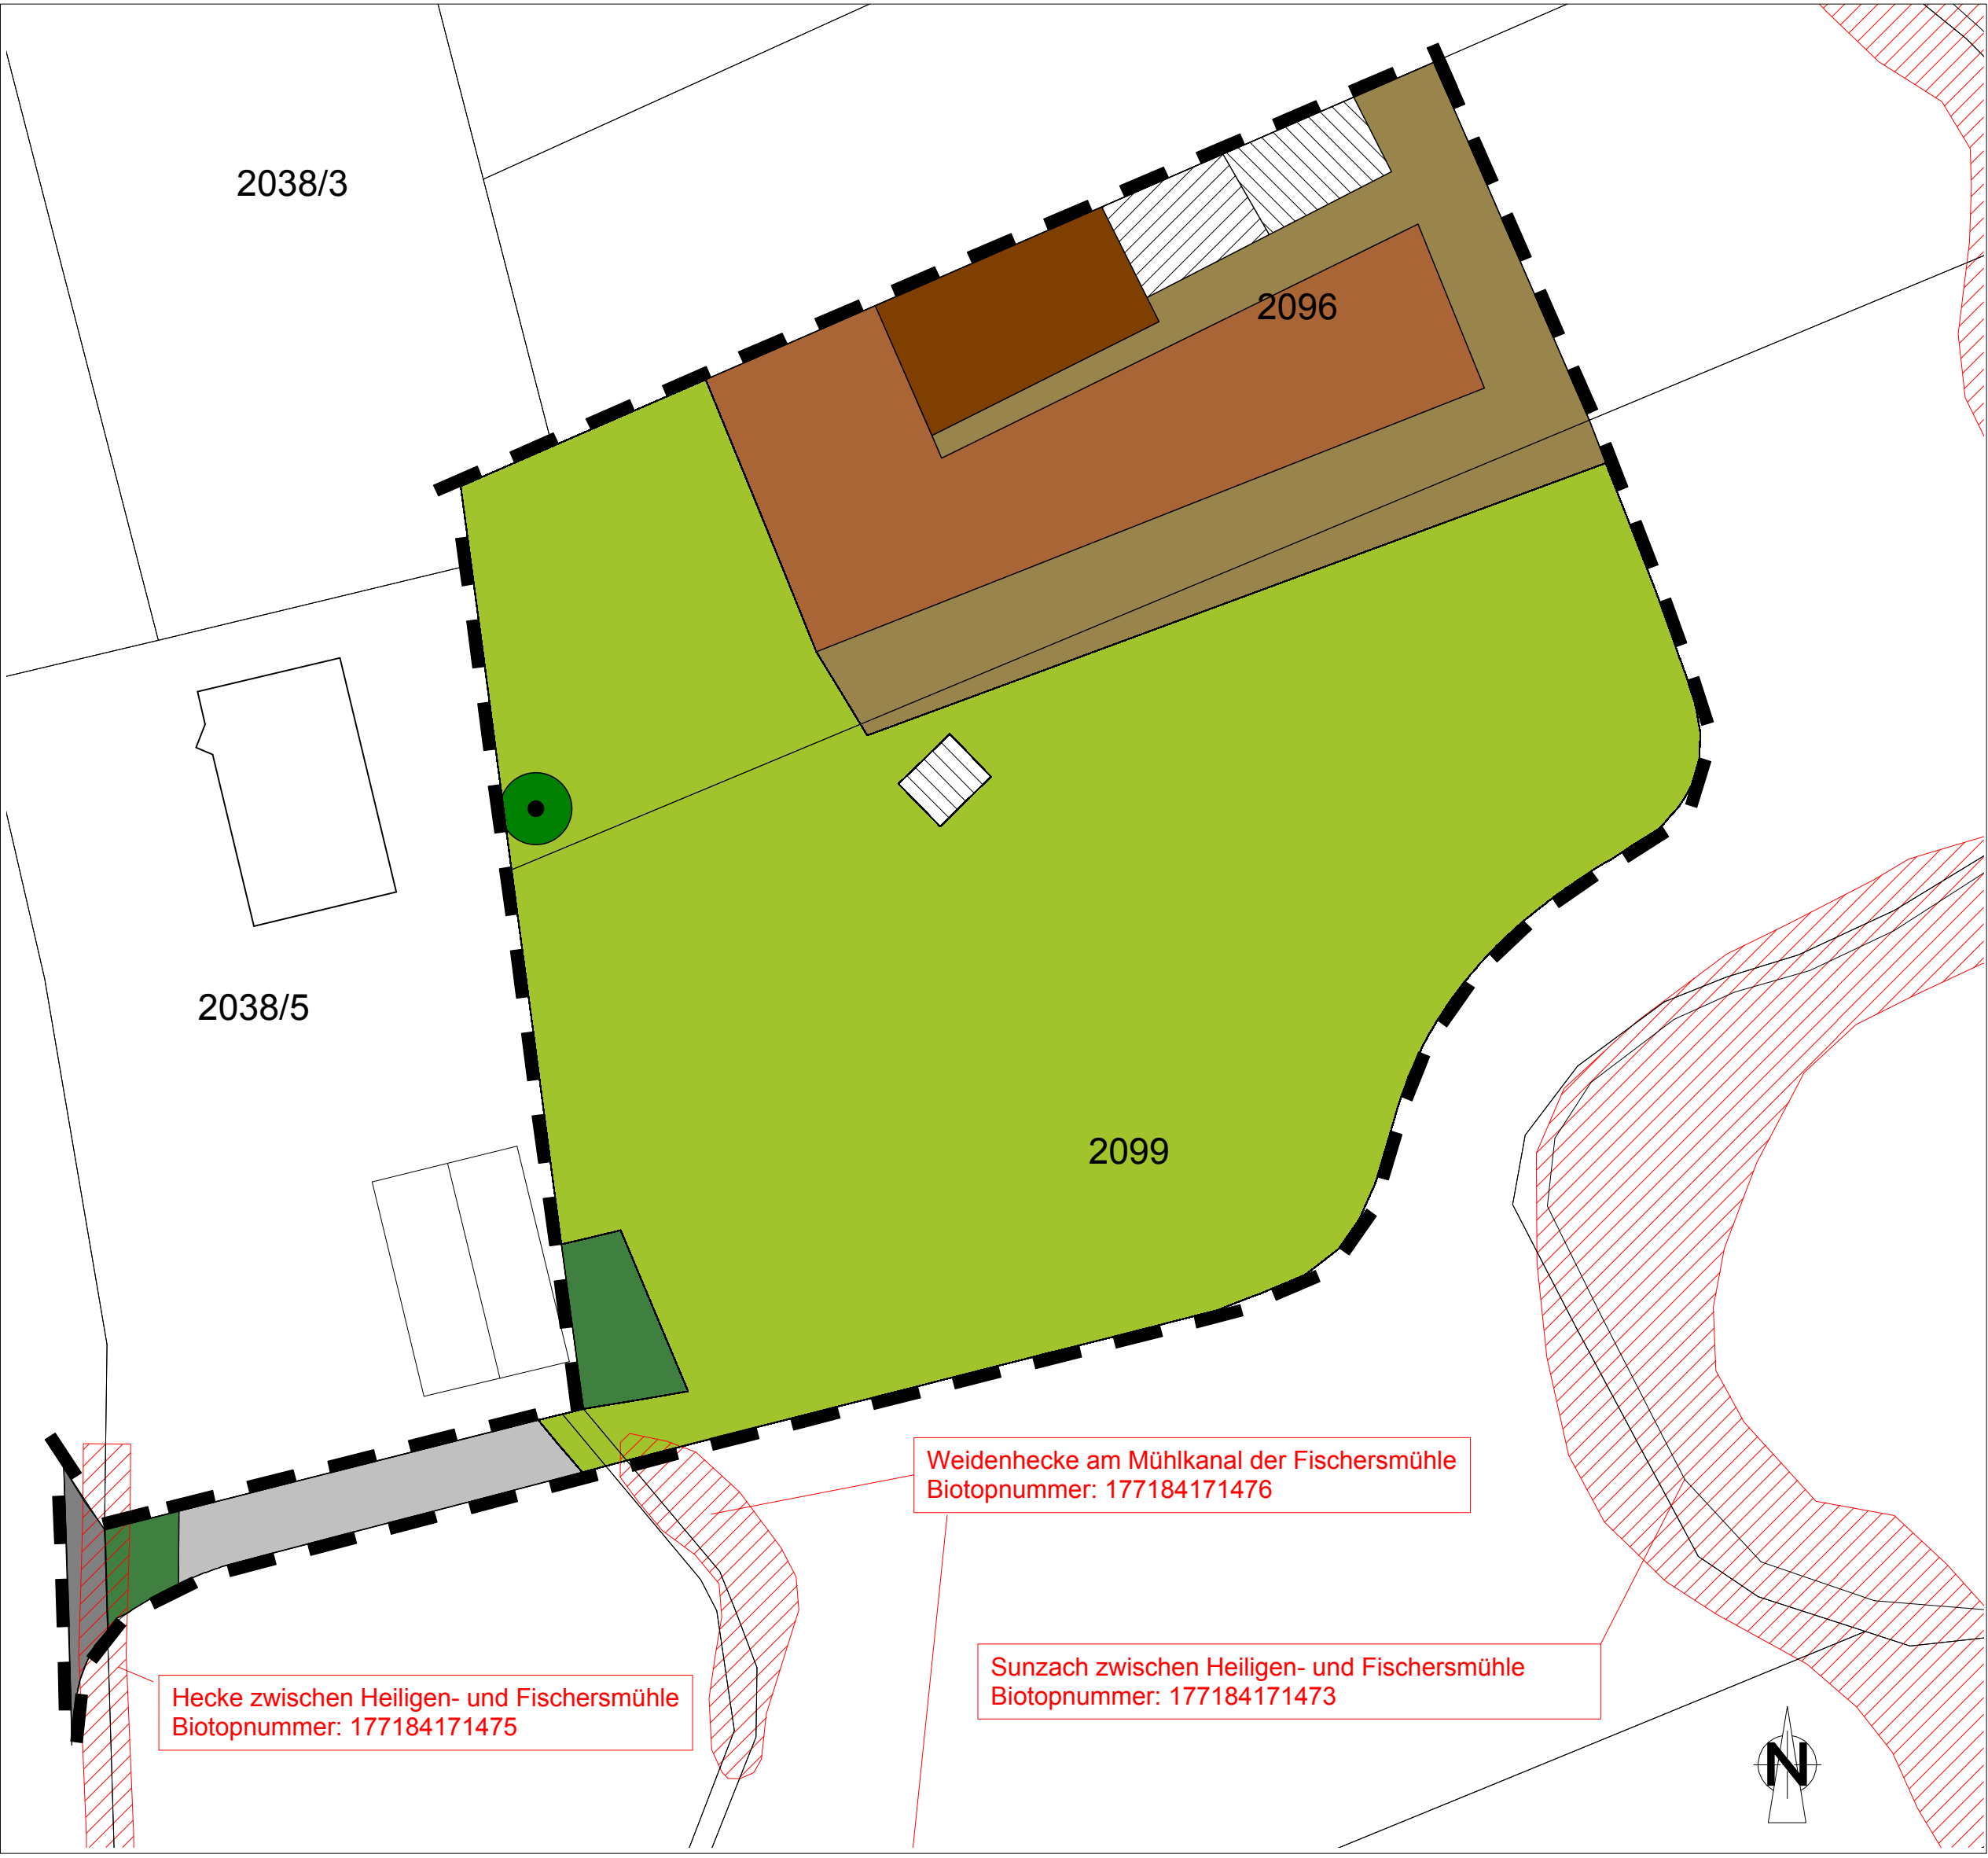 2038/3
2096
2038/5
2099
Weidenhecke am Mühlkanal der Fischersmühle
Biotopnummer: 177184171476
Sunzach zwischen Heiligen- und Fischersmühle
Biotopnummer: 177184171473
Hecke zwischen Heiligen- und Fischersmühle
Biotopnummer: 177184171475
N